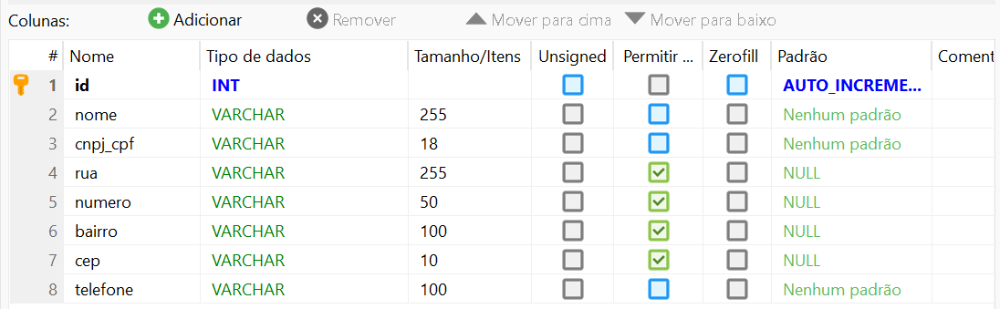 Colunas: Adicionar Remover Mover para cima Mover para baixo
# Nome Tipo de dados Tamanho/Itens Unsigned Permitir ... Zerofill Padrão Coment
1 id INT AUTO_INCREME...
2 nome VARCHAR 255 Nenhum padrão
3 cnpj_cpf VARCHAR 18 Nenhum padrão
4 rua VARCHAR 255 NULL
5 numero VARCHAR 50 NULL
6 bairro VARCHAR 100 NULL
7 cep VARCHAR 10 NULL
8 telefone VARCHAR 100 Nenhum padrão